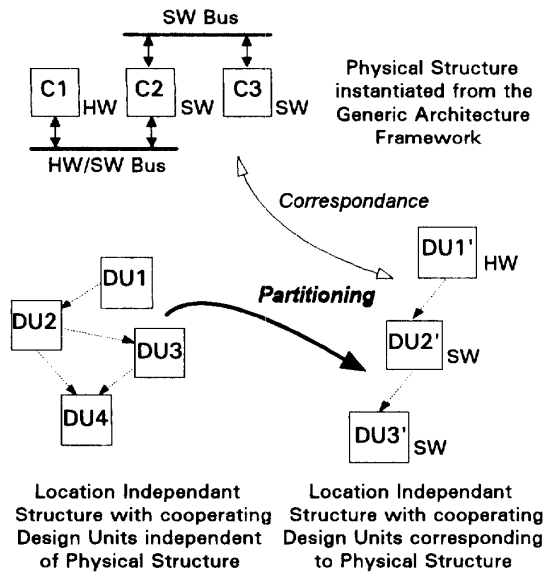 SW Bus
C1
HW
C2
SW
C3
SW
HW/SW Bus
Physical Structure
instantiated from the
Generic Architecture
Framework
Correspondance
DU1
DU2
DU3
DU4
Partitioning
DU1'
HW
DU2'
SW
DU3'
SW
Location Independant
Structure with cooperating
Design Units independent
of Physical Structure
Location Independant
Structure with cooperating
Design Units corresponding
to Physical Structure